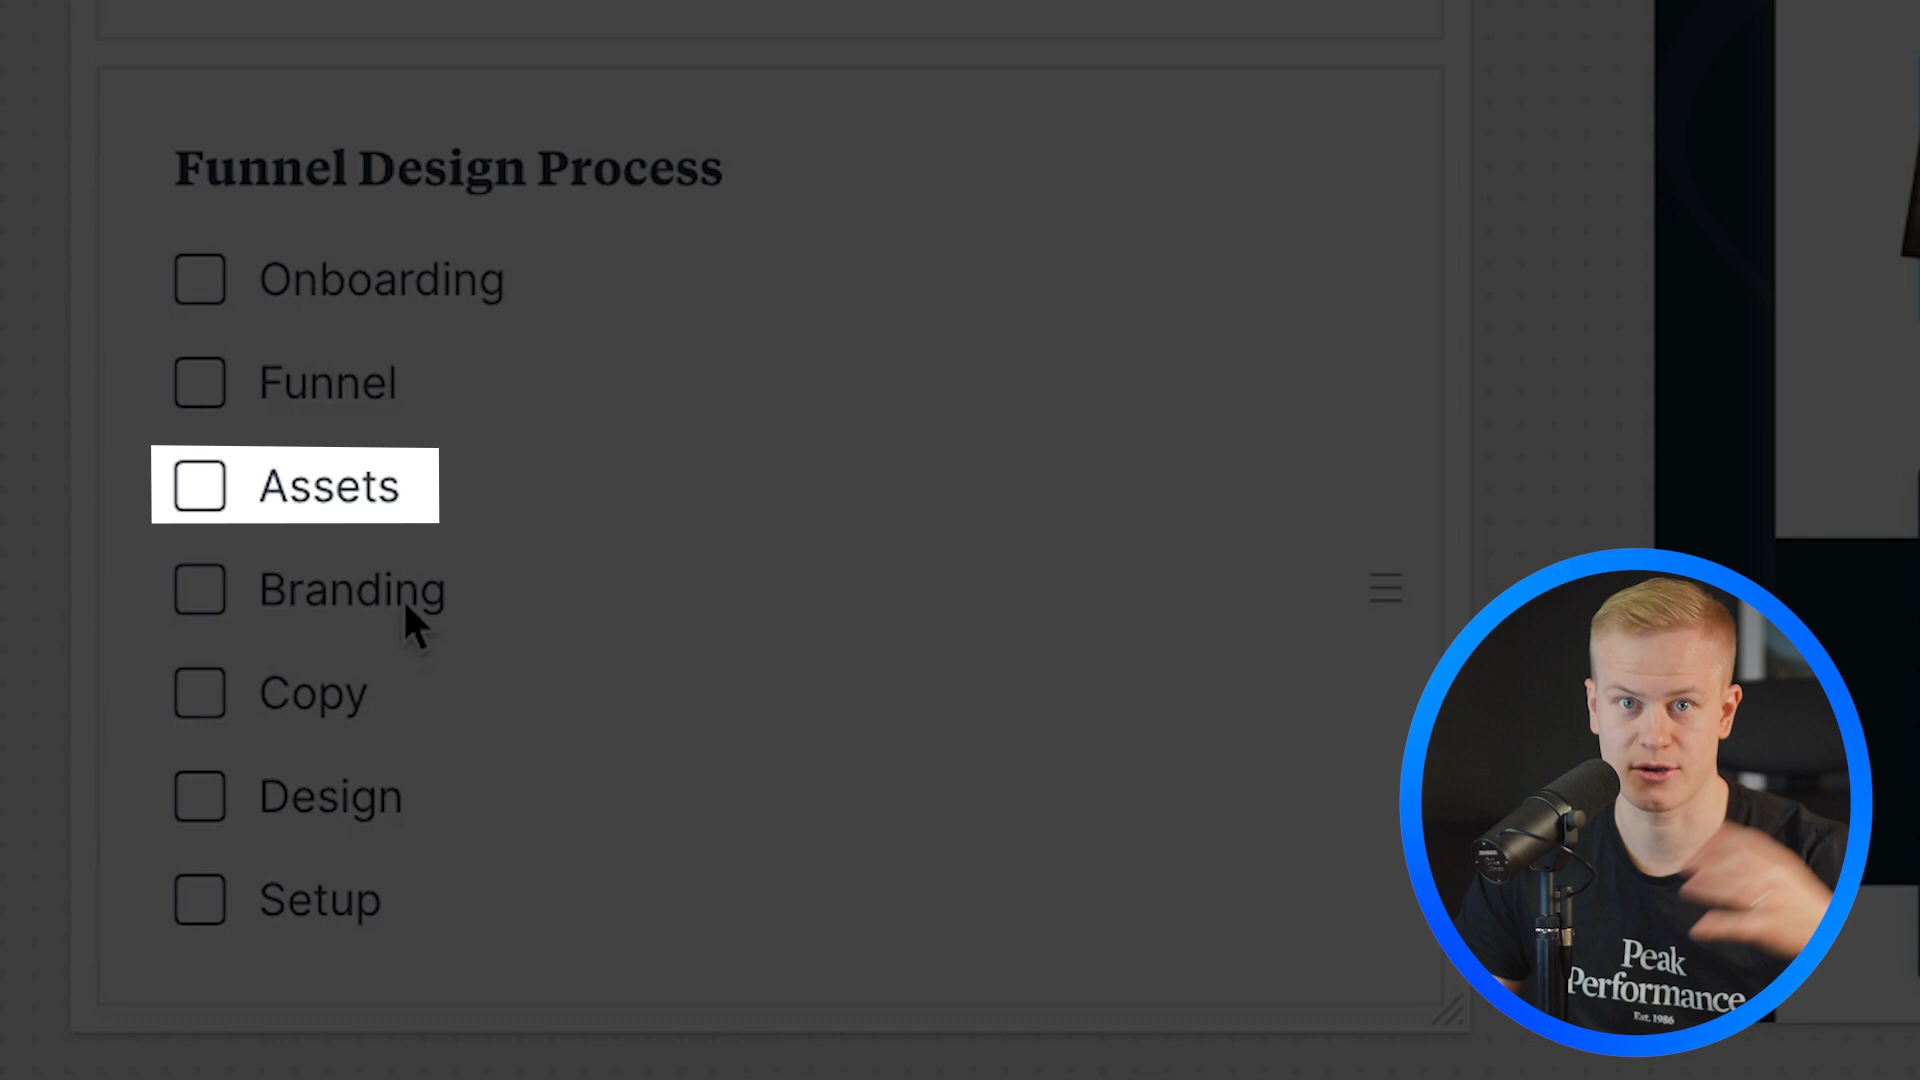 Funnel Design Process
Onboarding
Funnel
Assets
Branding
Copy
Design
Setup
Peak
Performance
Est. 1986